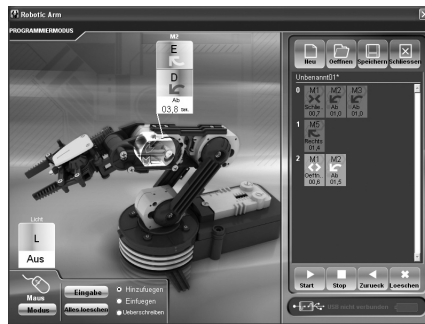 Robotic Arm
PROGRAMMIERMODUS
M2
E
D
Ab
03,8 sek.
Licht
L
Aus
Maus
Modus
Eingabe
Alles loeschen
Hinzufuegen
Einfuegen
Ueberschreiben
Neu
Oeffnen
Speichern
Schliessen
Unbenannt01*
0
M1
M2
M3
Schlie..
Ab
Ab
00,7
01,0
01,0
1
M5
Rechts
01,4
2
M1
M2
Oeffn..
Ab
00,6
01,5
Start
Stop
Zurueck
Loeschen
USB nicht verbunden